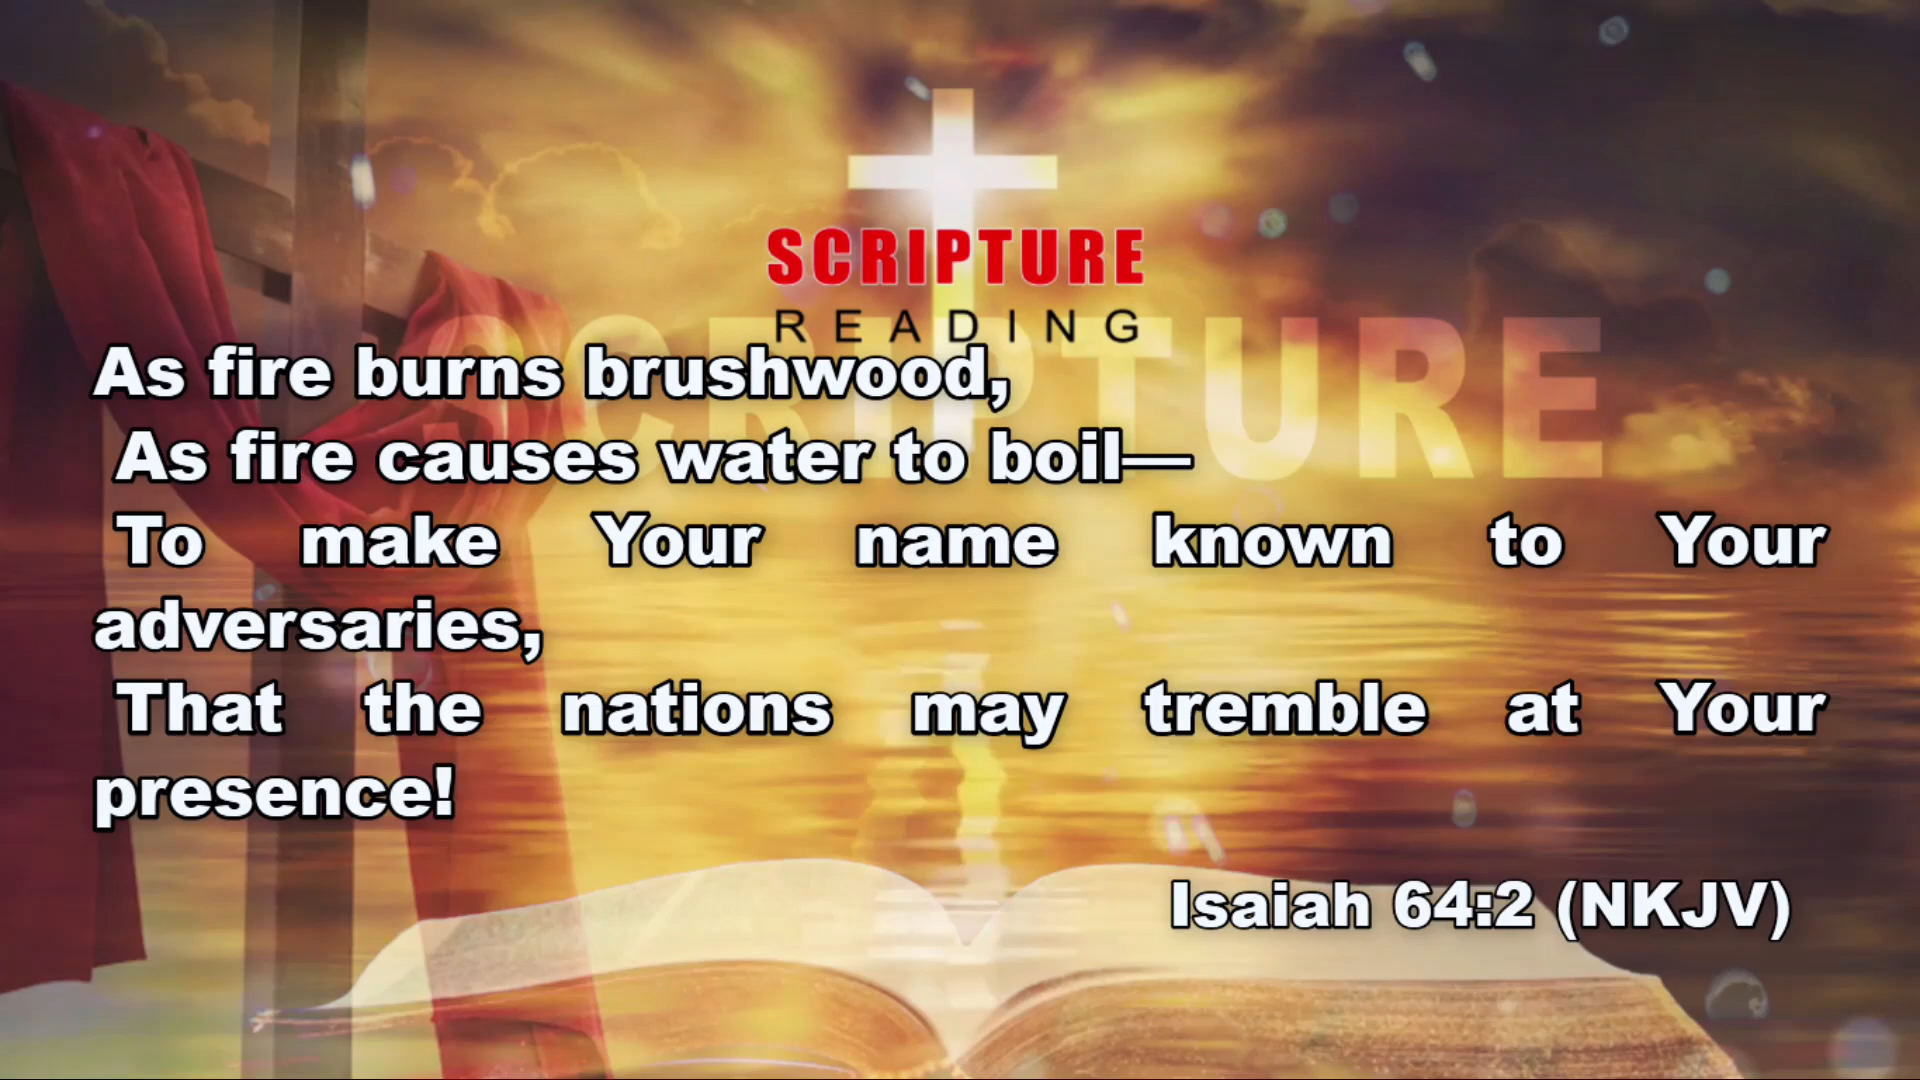 SCRIPTURE
READING
SCRIPTURE
As fire burns brushwood,
As fire causes water to boil—
To make Your name known to Your
adversaries,
That the nations may tremble at Your
presence!
Isaiah 64:2 (NKJV)